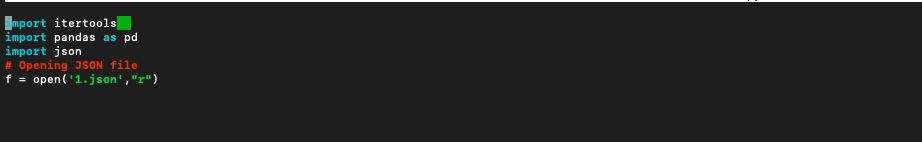 import itertools
import pandas as pd
import json
# Opening JSON file
f = open('1.json',"r")